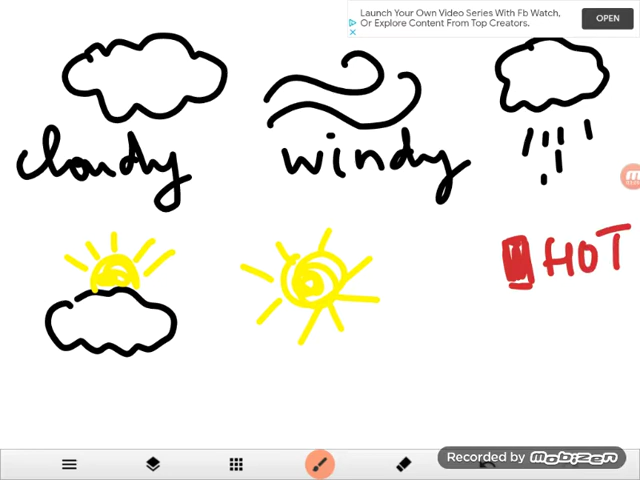 Launch Your Own Video Series With Fb Watch,
Or Explore Content From Top Creators.
OPEN
cloudy
windy
HOT
Recorded by mobizen